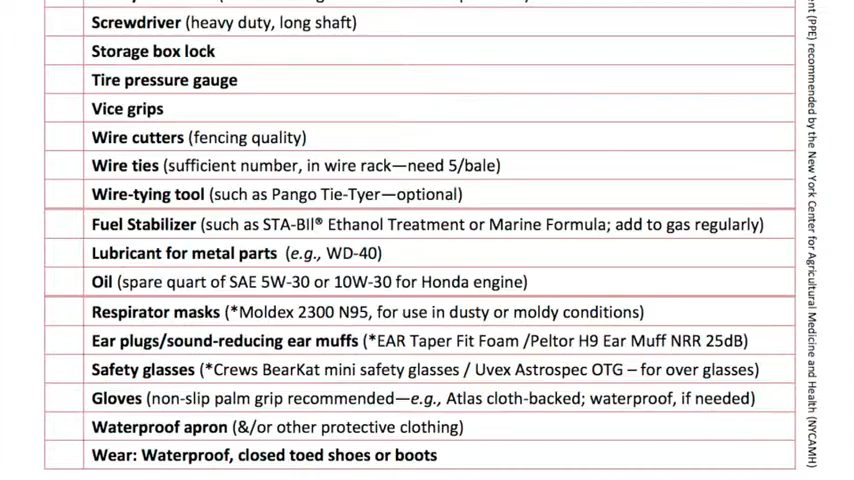 Screwdriver (heavy duty, long shaft)
Storage box lock
Tire pressure gauge
Vice grips
Wire cutters (fencing quality)
Wire ties (sufficient number, in wire rack—need 5/bale)
Wire-tying tool (such as Pango Tie-Tyer—optional)
Fuel Stabilizer (such as STA-BIl® Ethanol Treatment or Marine Formula; add to gas regularly)
Lubricant for metal parts (e.g., WD-40)
Oil (spare quart of SAE 5W-30 or 10W-30 for Honda engine)
Respirator masks (*Moldex 2300 N95, for use in dusty or moldy conditions)
Ear plugs/sound-reducing ear muffs (*EAR Taper Fit Foam /Peltor H9 Ear Muff NRR 25dB)
Safety glasses (*Crews BearKat mini safety glasses / Uvex Astrospec OTG – for over glasses)
Gloves (non-slip palm grip recommended—e.g., Atlas cloth-backed; waterproof, if needed)
Waterproof apron (&/or other protective clothing)
Wear: Waterproof, closed toed shoes or boots
(PPE) recommended by the New York Center for Agricultural Medicine and Health (NYCAMH)